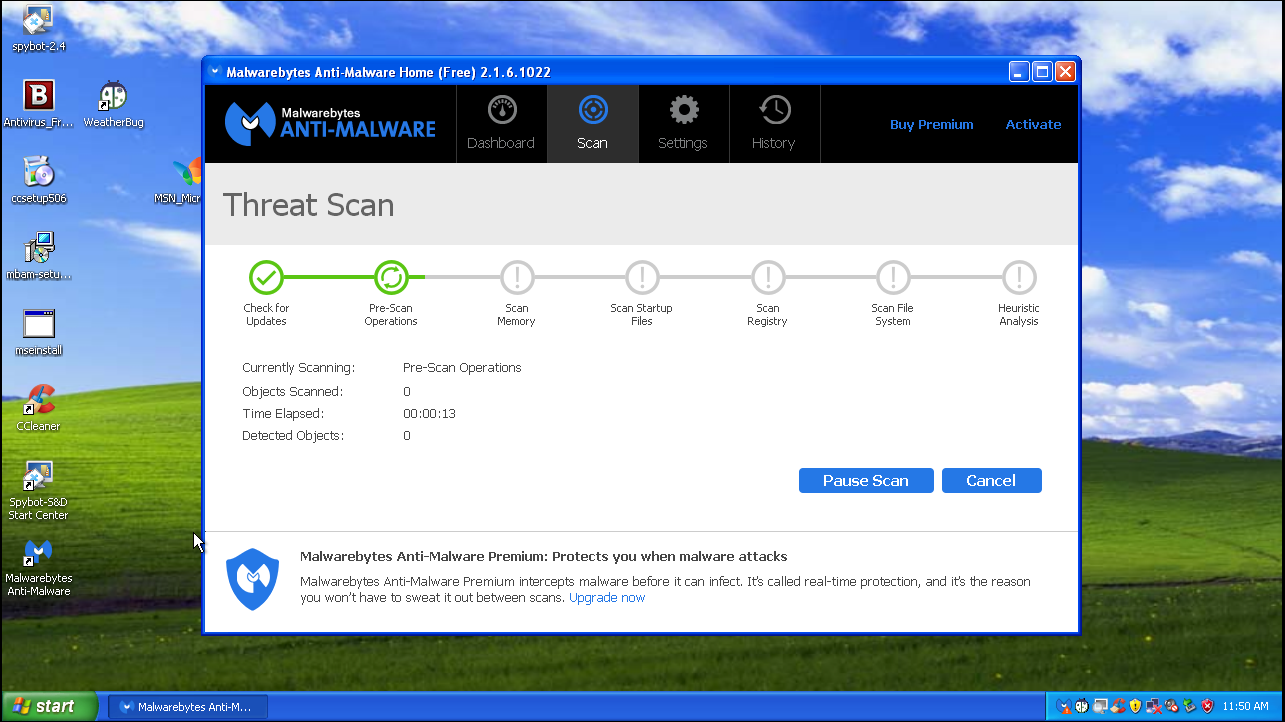 spybot-2.4
Antivirus_Fr...
WeatherBug
ccsetup506
MSN_Micr
mbam-setu...
mseinstall
CCleaner
Spybot-S&D
Start Center
Malwarebytes
Anti-Malware
Malwarebytes Anti-Malware Home (Free) 2.1.6.1022
Malwarebytes
ANTI-MALWARE
Dashboard
Scan
Settings
History
Buy Premium
Activate
Threat Scan
Check for
Updates
Pre-Scan
Operations
Scan
Memory
Scan Startup
Files
Scan
Registry
Scan File
System
Heuristic
Analysis
Currently Scanning: Pre-Scan Operations
Objects Scanned: 0
Time Elapsed: 00:00:13
Detected Objects: 0
Pause Scan
Cancel
Malwarebytes Anti-Malware Premium: Protects you when malware attacks
Malwarebytes Anti-Malware Premium intercepts malware before it can infect. It's called real-time protection, and it's the reason
you won't have to sweat it out between scans. Upgrade now
start
Malwarebytes Anti-M...
11:50 AM